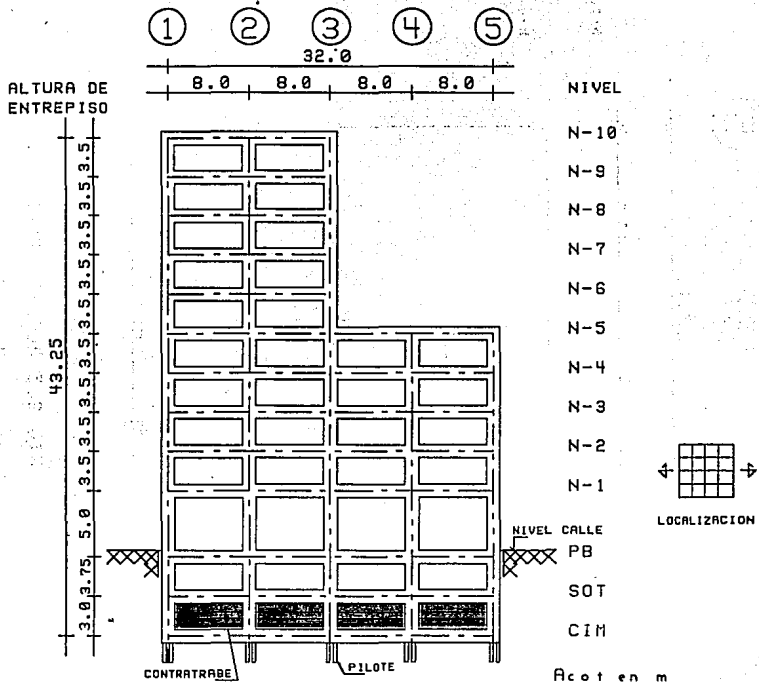 1 2 3 4 5
32.0
8.0 8.0 8.0 8.0
ALTURA DE
ENTREPISO
NIVEL
N-10
3.5
N-9
3.5
N-8
3.5
N-7
3.5
N-6
3.5
N-5
43.25
3.5
N-4
3.5
N-3
3.5
N-2
3.5
N-1
5.0
LOCALIZACION
NIVEL CALLE
PB
3.75
SOT
3.0
CIM
CONTRATRABE
PILOTE
Acot en m